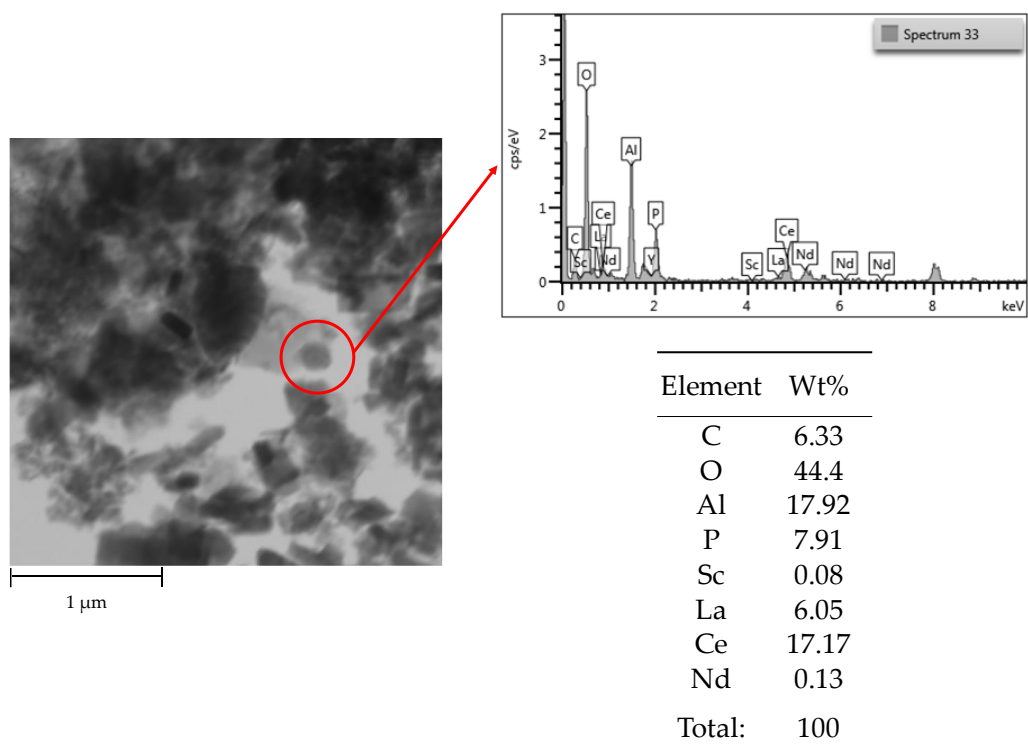 Spectrum 33
cps/eV
3
2
1
0
O
Al
P
Ce
C
L
Sc
Nd
Y
Sc
La
Ce
Nd
Nd
Nd
0
2
4
6
8
keV
1 µm
Element Wt%
C 6.33
O 44.4
Al 17.92
P 7.91
Sc 0.08
La 6.05
Ce 17.17
Nd 0.13
Total: 100